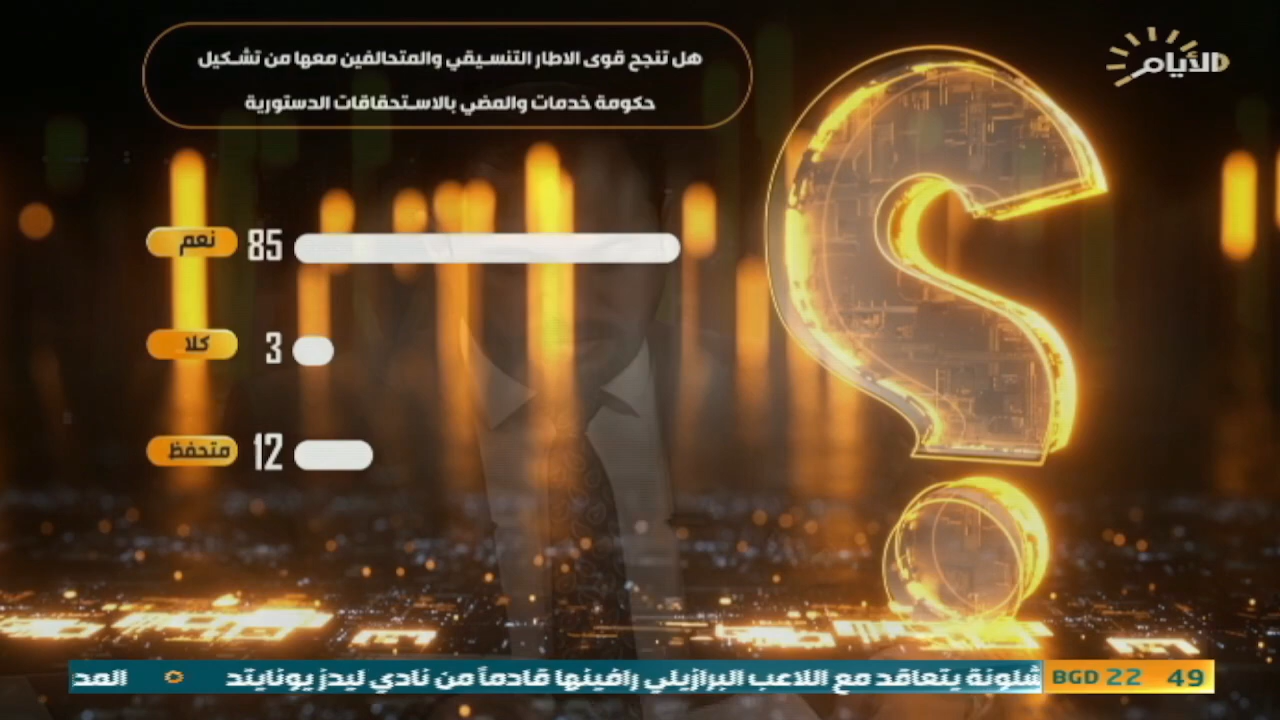 هل تنجح قوى الاطار التنسيقي والمتحالفين معها من تشكيل
حكومة خدمات والمضي بالاستحقاقات الدستورية
الأيام
نعم 85
كلا 3
متحفظ 12
شلونة يتعاقد مع اللاعب البرازيلي رافينها قادماً من نادي ليدز يونايتد
المد
BGD 22 49